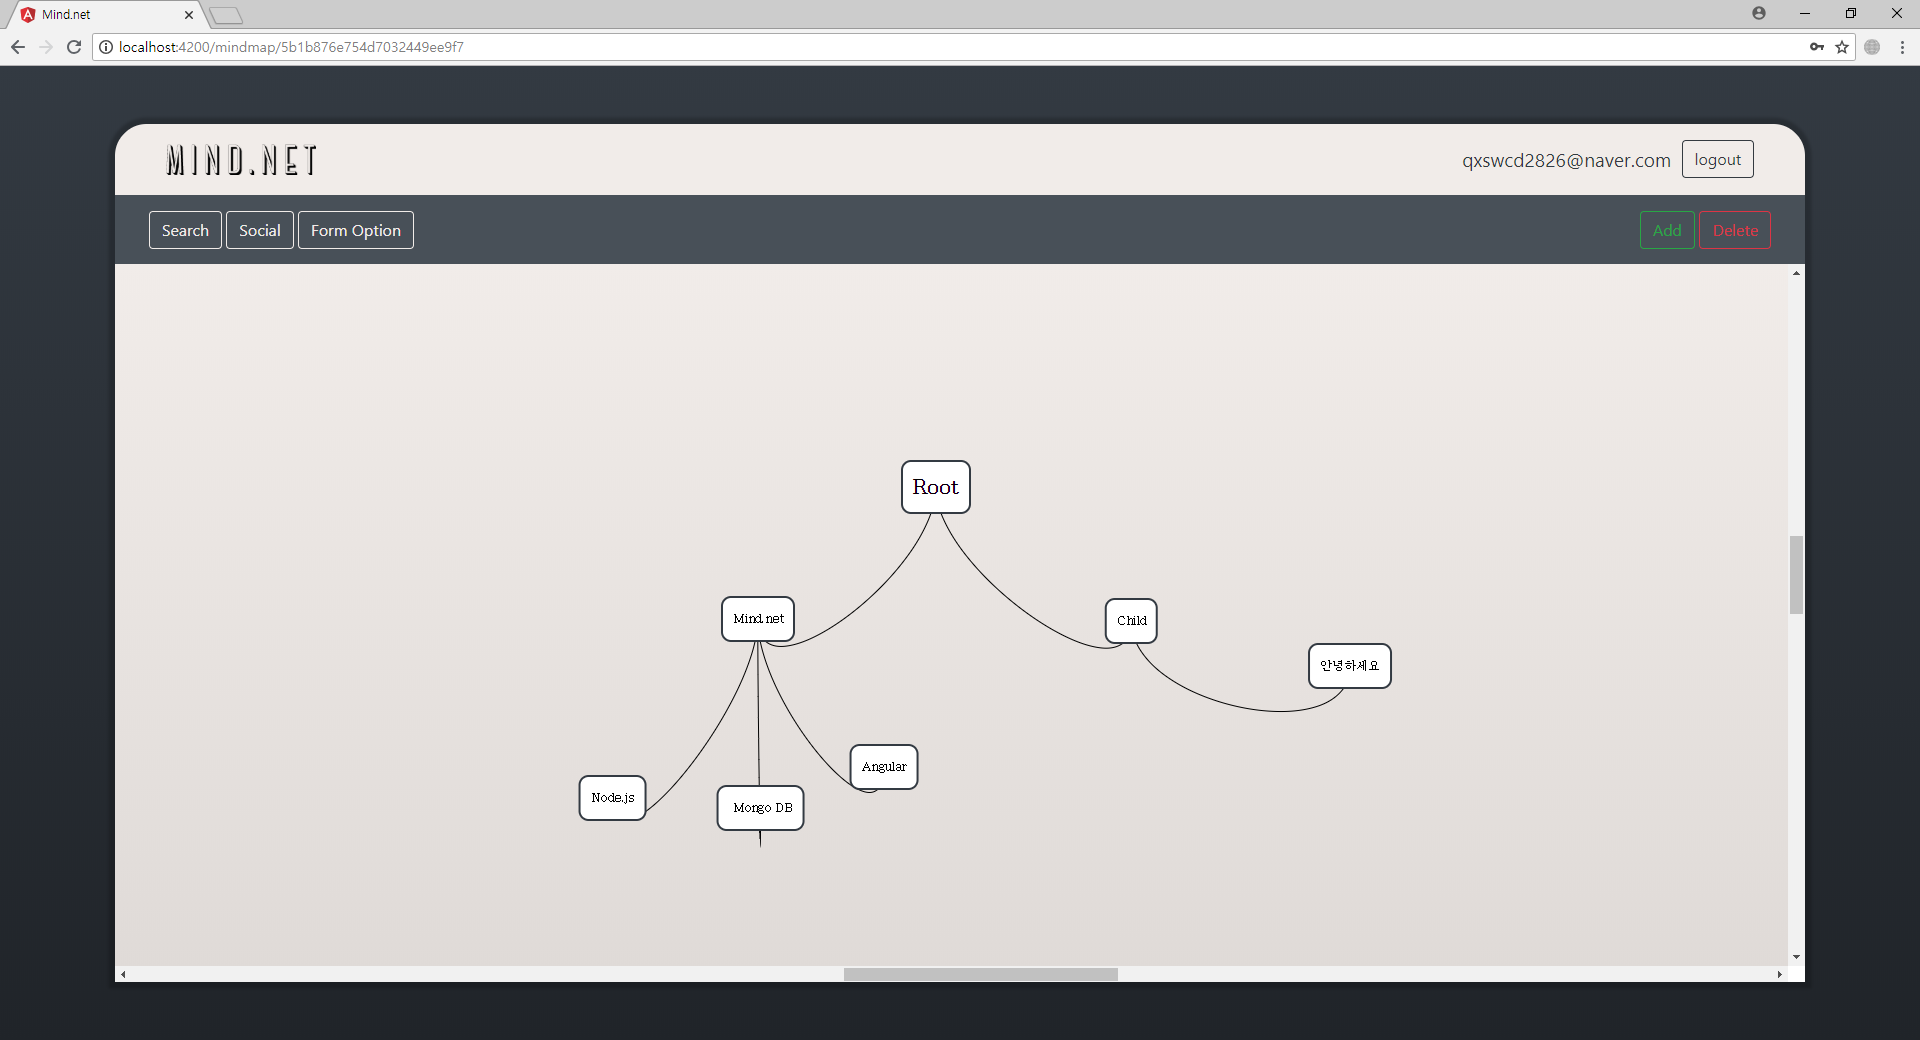 Mind.net
localhost:4200/mindmap/5b1b876e754d7032449ee9f7
MIND.NET
qxswcd2826@naver.com logout
Search Social Form Option Add Delete
Root
Mind.net
Child
안녕하세요
Angular
Node.js
Mongo DB